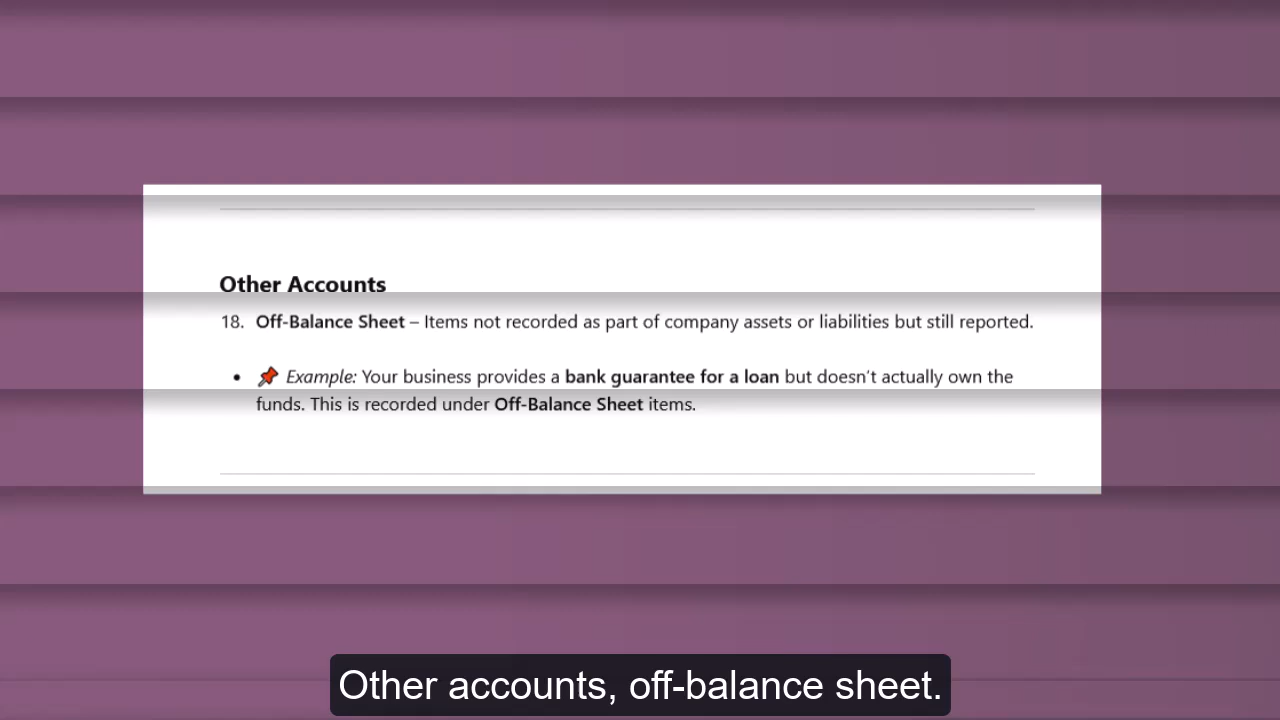 Other Accounts
18. Off-Balance Sheet – Items not recorded as part of company assets or liabilities but still reported.
• 📌 Example: Your business provides a bank guarantee for a loan but doesn't actually own the
funds. This is recorded under Off-Balance Sheet items.
Other accounts, off-balance sheet.